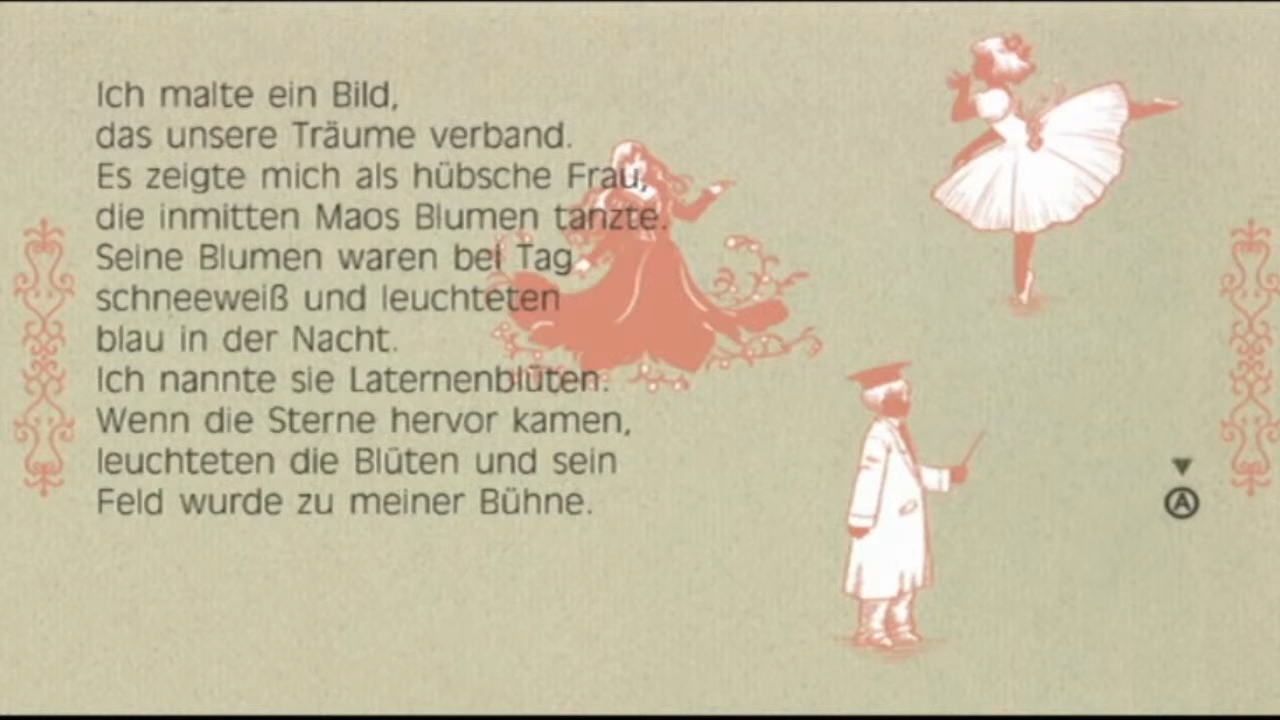 Ich malte ein Bild,
das unsere Träume verband.
Es zeigte mich als hübsche Frau,
die inmitten Maos Blumen tanzte.
Seine Blumen waren bei Tag
schneeweiß und leuchteten
blau in der Nacht.
Ich nannte sie Laternenblüten.
Wenn die Sterne hervor kamen,
leuchteten die Blüten und sein
Feld wurde zu meiner Bühne.
A